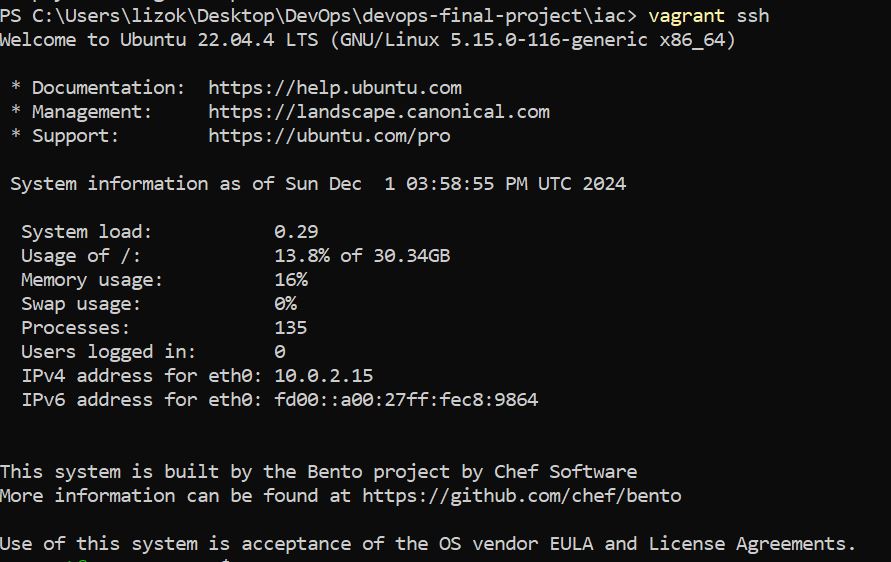 PS C:\Users\lizok\Desktop\DevOps\devops-final-project\iac> vagrant ssh
Welcome to Ubuntu 22.04.4 LTS (GNU/Linux 5.15.0-116-generic x86_64)
* Documentation:  https://help.ubuntu.com
* Management:     https://landscape.canonical.com
* Support:        https://ubuntu.com/pro
System information as of Sun Dec  1 03:58:55 PM UTC 2024
System load:             0.29
Usage of /:              13.8% of 30.34GB
Memory usage:            16%
Swap usage:              0%
Processes:               135
Users logged in:         0
IPv4 address for eth0: 10.0.2.15
IPv6 address for eth0: fd00::a00:27ff:fec8:9864
This system is built by the Bento project by Chef Software
More information can be found at https://github.com/chef/bento
Use of this system is acceptance of the OS vendor EULA and License Agreements.